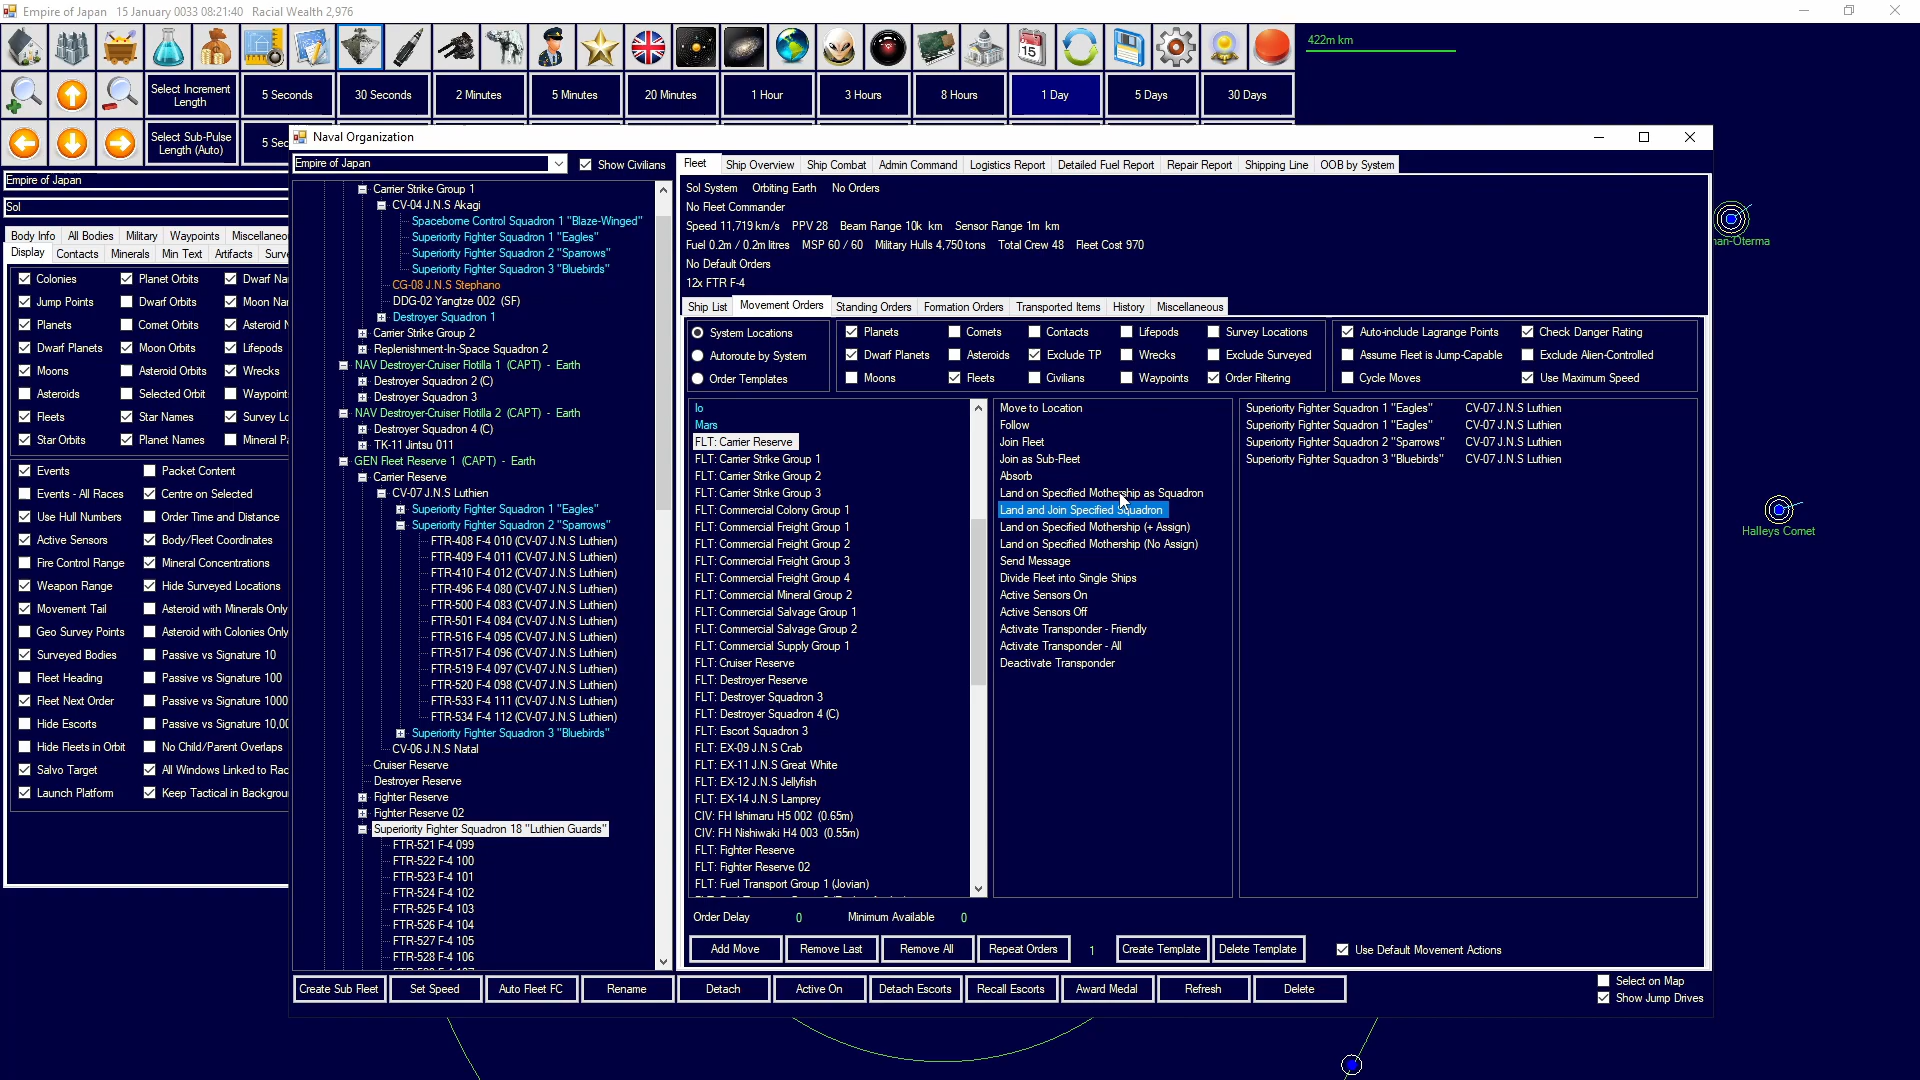 Empire of Japan   15 January 0033 08:21:40   Racial Wealth 2,976
422m km
Select Increment Length
5 Seconds
30 Seconds
2 Minutes
5 Minutes
20 Minutes
1 Hour
3 Hours
8 Hours
1 Day
5 Days
30 Days
Select Sub-Pulse Length (Auto)
5 Sec
Empire of Japan
Sol
Body Info   All Bodies   Military   Waypoints   Miscellaneou
Display   Contacts   Minerals   Min Text   Artifacts   Surv
Colonies   Planet Orbits   Dwarf Na
Jump Points   Dwarf Orbits   Moon Nar
Planets   Comet Orbits   Asteroid N
Dwarf Planets   Moon Orbits   Lifepods
Moons   Asteroid Orbits   Wrecks
Asteroids   Selected Orbit   Waypoint
Fleets   Star Names   Survey Lo
Star Orbits   Planet Names   Mineral Pa
Events   Packet Content
Events - All Races   Centre on Selected
Use Hull Numbers   Order Time and Distance
Active Sensors   Body/Fleet Coordinates
Fire Control Range   Mineral Concentrations
Weapon Range   Hide Surveyed Locations
Movement Tail   Asteroid with Minerals Only
Geo Survey Points   Asteroid with Colonies Only
Surveyed Bodies   Passive vs Signature 10
Fleet Heading   Passive vs Signature 100
Fleet Next Order   Passive vs Signature 1000
Hide Escorts   Passive vs Signature 10,00
Hide Fleets in Orbit   No Child/Parent Overlaps
Salvo Target   All Windows Linked to Rac
Launch Platform   Keep Tactical in Backgrou
Naval Organization
Empire of Japan
Show Civilians
Carrier Strike Group 1
CV-04 J.N.S Akagi
Spaceborne Control Squadron 1 "Blaze-Winged"
Superiority Fighter Squadron 1 "Eagles"
Superiority Fighter Squadron 2 "Sparrows"
Superiority Fighter Squadron 3 "Bluebirds"
CG-08 J.N.S Stephano
DDG-02 Yangtze 002 (SF)
Destroyer Squadron 1
Carrier Strike Group 2
Replenishment-In-Space Squadron 2
NAV Destroyer-Cruiser Flotilla 1 (CAPT) - Earth
Destroyer Squadron 2 (C)
Destroyer Squadron 3
NAV Destroyer-Cruiser Flotilla 2 (CAPT) - Earth
Destroyer Squadron 4 (C)
TK-11 Jintsu 011
GEN Fleet Reserve 1 (CAPT) - Earth
Carrier Reserve
CV-07 J.N.S Luthien
Superiority Fighter Squadron 1 "Eagles"
Superiority Fighter Squadron 2 "Sparrows"
FTR-408 F-4 010 (CV-07 J.N.S Luthien)
FTR-409 F-4 011 (CV-07 J.N.S Luthien)
FTR-410 F-4 012 (CV-07 J.N.S Luthien)
FTR-496 F-4 080 (CV-07 J.N.S Luthien)
FTR-500 F-4 083 (CV-07 J.N.S Luthien)
FTR-501 F-4 084 (CV-07 J.N.S Luthien)
FTR-516 F-4 095 (CV-07 J.N.S Luthien)
FTR-517 F-4 096 (CV-07 J.N.S Luthien)
FTR-519 F-4 097 (CV-07 J.N.S Luthien)
FTR-520 F-4 098 (CV-07 J.N.S Luthien)
FTR-533 F-4 111 (CV-07 J.N.S Luthien)
FTR-534 F-4 112 (CV-07 J.N.S Luthien)
Superiority Fighter Squadron 3 "Bluebirds"
CV-06 J.N.S Natal
Cruiser Reserve
Destroyer Reserve
Fighter Reserve
Fighter Reserve 02
Superiority Fighter Squadron 18 "Luthien Guards"
FTR-521 F-4 099
FTR-522 F-4 100
FTR-523 F-4 101
FTR-524 F-4 102
FTR-525 F-4 103
FTR-526 F-4 104
FTR-527 F-4 105
FTR-528 F-4 106
Fleet   Ship Overview   Ship Combat   Admin Command   Logistics Report   Detailed Fuel Report   Repair Report   Shipping Line   OOB by System
Sol System   Orbiting Earth   No Orders
No Fleet Commander
Speed 11,719 km/s   PPV 28   Beam Range 10k km   Sensor Range 1m km
Fuel 0.2m / 0.2m litres   MSP 60 / 60   Military Hulls 4,750 tons   Total Crew 48   Fleet Cost 970
No Default Orders
12x FTR F-4
Ship List   Movement Orders   Standing Orders   Formation Orders   Transported Items   History   Miscellaneous
System Locations   Planets   Comets   Contacts   Lifepods   Survey Locations   Auto-include Lagrange Points   Check Danger Rating
Autoroute by System   Dwarf Planets   Asteroids   Exclude TP   Wrecks   Exclude Surveyed   Assume Fleet is Jump-Capable   Exclude Alien-Controlled
Order Templates   Moons   Fleets   Civilians   Waypoints   Order Filtering   Cycle Moves   Use Maximum Speed
Io
Mars
FLT: Carrier Reserve
FLT: Carrier Strike Group 1
FLT: Carrier Strike Group 2
FLT: Carrier Strike Group 3
FLT: Commercial Colony Group 1
FLT: Commercial Freight Group 1
FLT: Commercial Freight Group 2
FLT: Commercial Freight Group 3
FLT: Commercial Freight Group 4
FLT: Commercial Mineral Group 2
FLT: Commercial Salvage Group 1
FLT: Commercial Salvage Group 2
FLT: Commercial Supply Group 1
FLT: Cruiser Reserve
FLT: Destroyer Reserve
FLT: Destroyer Squadron 3
FLT: Destroyer Squadron 4 (C)
FLT: Escort Squadron 3
FLT: EX-09 J.N.S Crab
FLT: EX-11 J.N.S Great White
FLT: EX-12 J.N.S Jellyfish
FLT: EX-14 J.N.S Lamprey
CIV: FH Ishimaru H5 002 (0.65m)
CIV: FH Nishiwaki H4 003 (0.55m)
FLT: Fighter Reserve
FLT: Fighter Reserve 02
FLT: Fuel Transport Group 1 (Jovian)
Move to Location
Follow
Join Fleet
Join as Sub-Fleet
Absorb
Land on Specified Mothership as Squadron
Land and Join Specified Squadron
Land on Specified Mothership (+ Assign)
Land on Specified Mothership (No Assign)
Send Message
Divide Fleet into Single Ships
Active Sensors On
Active Sensors Off
Activate Transponder - Friendly
Activate Transponder - All
Deactivate Transponder
Superiority Fighter Squadron 1 "Eagles"   CV-07 J.N.S Luthien
Superiority Fighter Squadron 1 "Eagles"   CV-07 J.N.S Luthien
Superiority Fighter Squadron 2 "Sparrows"   CV-07 J.N.S Luthien
Superiority Fighter Squadron 3 "Bluebirds"   CV-07 J.N.S Luthien
Order Delay   0   Minimum Available   0
Add Move   Remove Last   Remove All   Repeat Orders   1   Create Template   Delete Template   Use Default Movement Actions
Create Sub Fleet   Set Speed   Auto Fleet FC   Rename   Detach   Active On   Detach Escorts   Recall Escorts   Award Medal   Refresh   Delete
Select on Map
Show Jump Drives
nan-Oterma
Halleys Comet